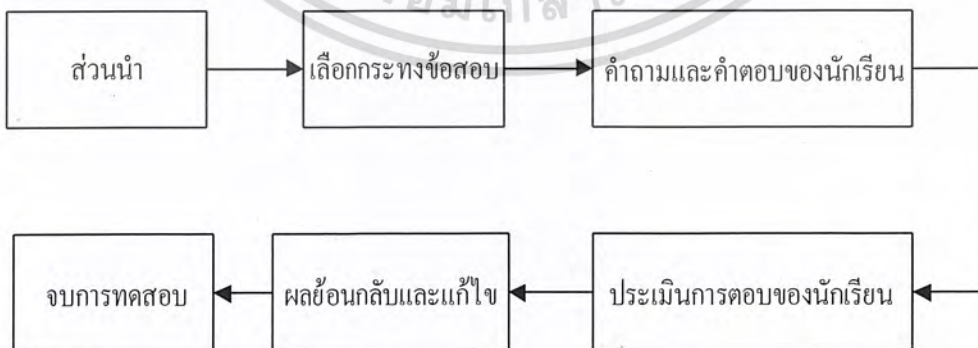 ส่วนนำ
เลือกกระทงข้อสอบ
คำถามและคำตอบของนักเรียน
ประเมินการตอบของนักเรียน
ผลย้อนกลับและแก้ไข
จบการทดสอบ